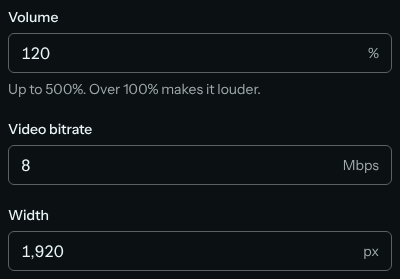 Volume
120 %
Up to 500%. Over 100% makes it louder.
Video bitrate
8 Mbps
Width
1,920 px